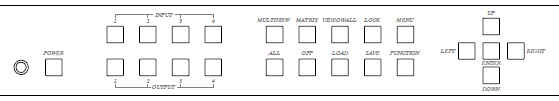 UP
INPUT
MULTIVIEW MATRIX VIDEOWALL LOCK MENU
2 3 4
POWER
ALL OFF LOAD SAVE FUNCTION
LEFT RIGHT
ENTER
1 2 3 4
OUTPUT
DOWN